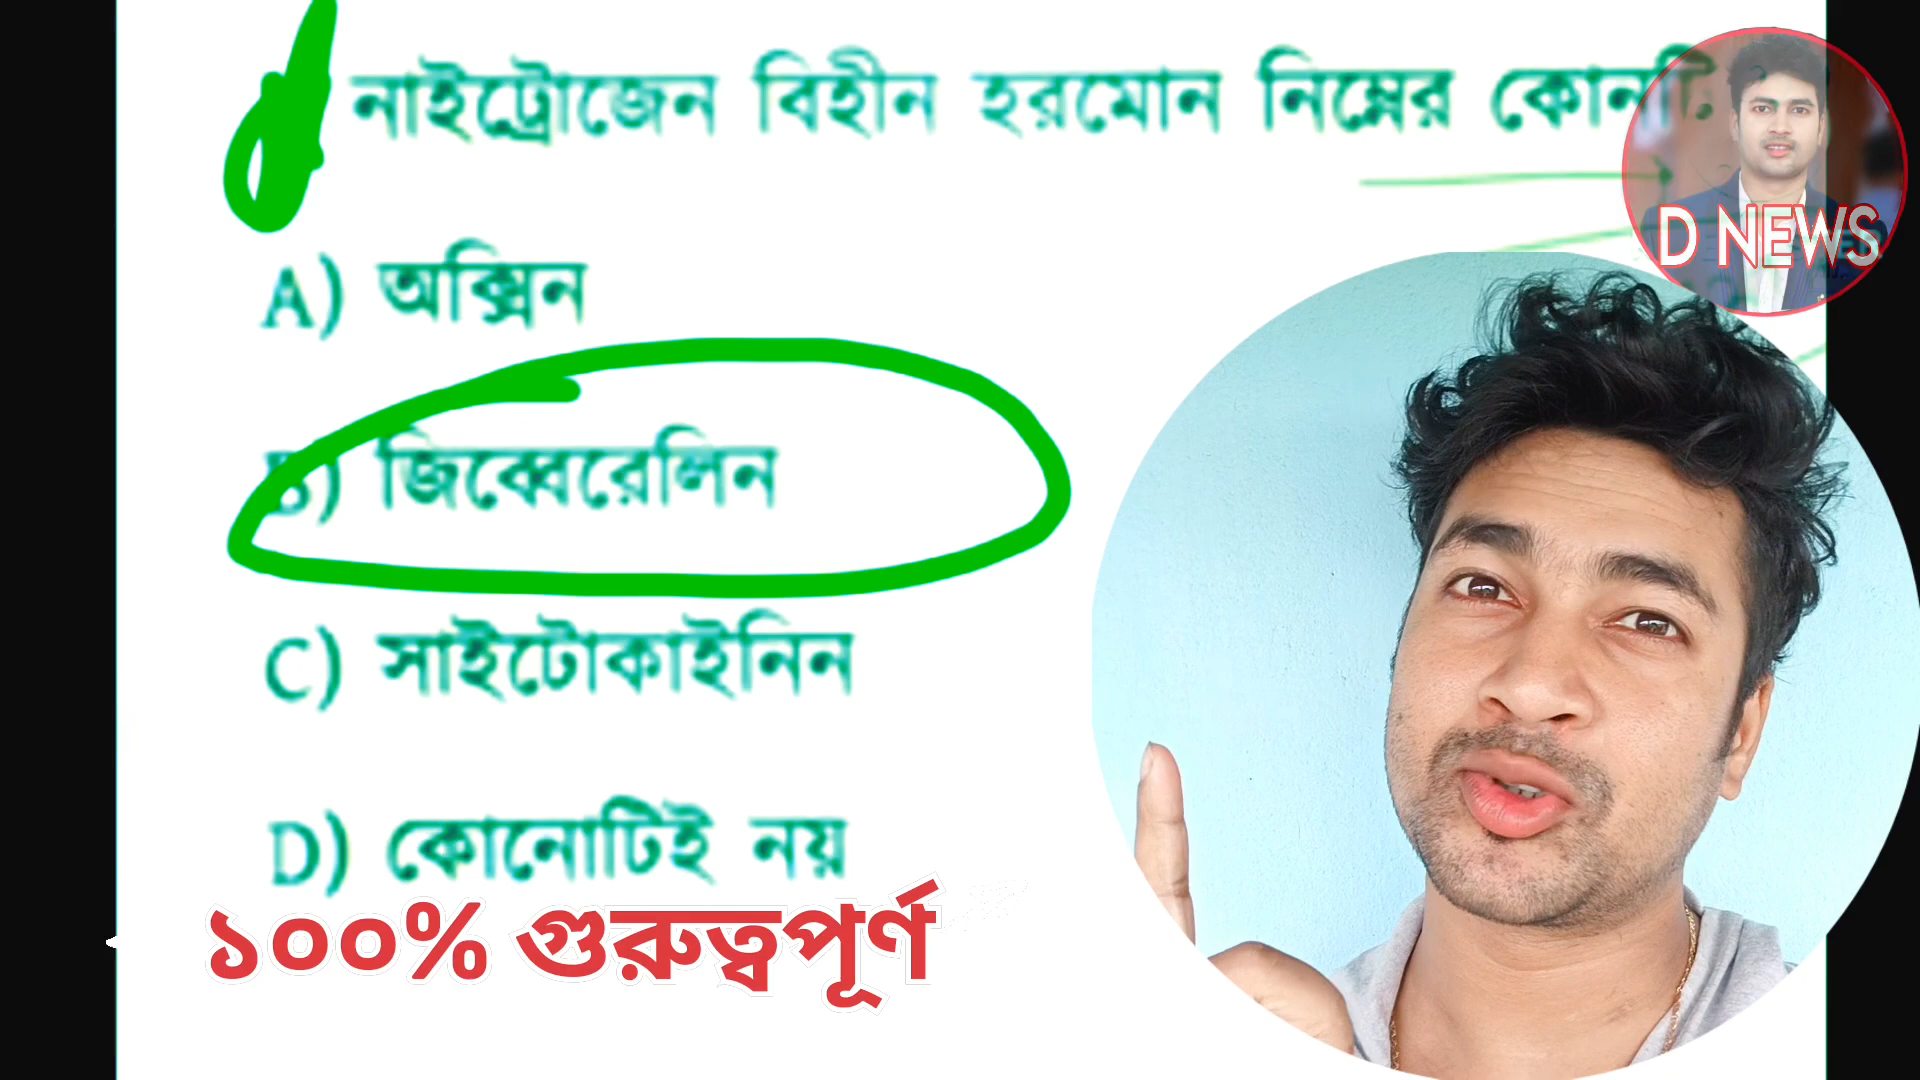 নাইট্রোজেন বিহীন হরমোন নিম্নের কোনটি
D NEWS
A) অক্সিন
B) জিব্বেরেলিন
C) সাইটোকাইনিন
D) কোনোটিই নয়
১০০% গুরুত্বপূর্ণ